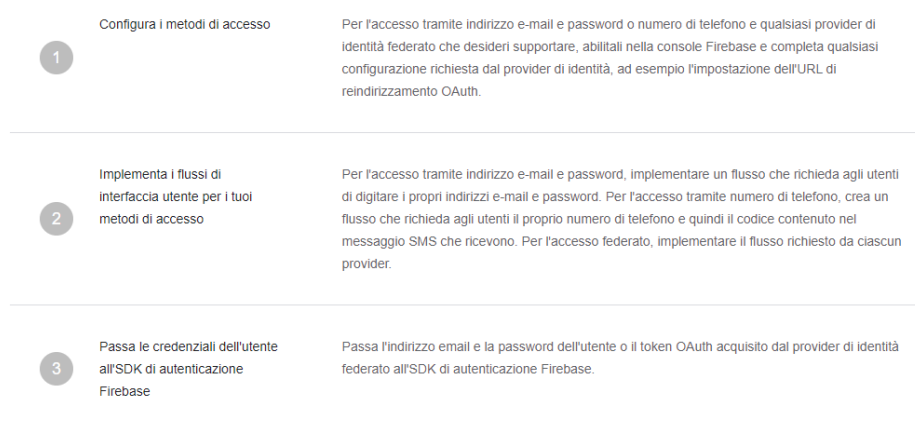 1
Configura i metodi di accesso
Per l'accesso tramite indirizzo e-mail e password o numero di telefono e qualsiasi provider di
identità federato che desideri supportare, abilitali nella console Firebase e completa qualsiasi
configurazione richiesta dal provider di identità, ad esempio l'impostazione dell'URL di
reindirizzamento OAuth.
2
Implementa i flussi di
interfaccia utente per i tuoi
metodi di accesso
Per l'accesso tramite indirizzo e-mail e password, implementare un flusso che richieda agli utenti
di digitare i propri indirizzi e-mail e password. Per l'accesso tramite numero di telefono, crea un
flusso che richieda agli utenti il proprio numero di telefono e quindi il codice contenuto nel
messaggio SMS che ricevono. Per l'accesso federato, implementare il flusso richiesto da ciascun
provider.
3
Passa le credenziali dell'utente
all'SDK di autenticazione
Firebase
Passa l'indirizzo email e la password dell'utente o il token OAuth acquisito dal provider di identità
federato all'SDK di autenticazione Firebase.